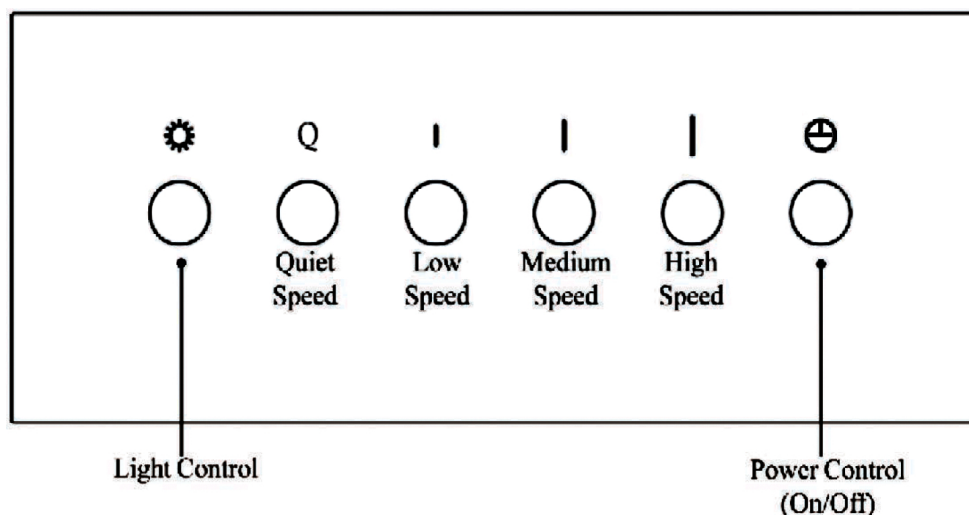 Q
Quiet Speed
Low Speed
Medium Speed
High Speed
Light Control
Power Control
(On/Off)